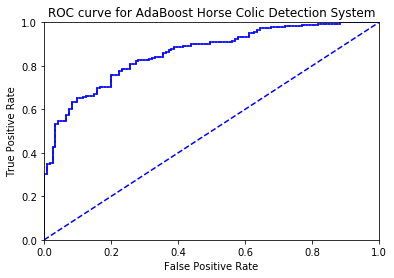 ROC curve for AdaBoost Horse Colic Detection System
1.0
0.8
0.6
0.4
0.2
0.0
True Positive Rate
0.0 0.2 0.4 0.6 0.8 1.0
False Positive Rate